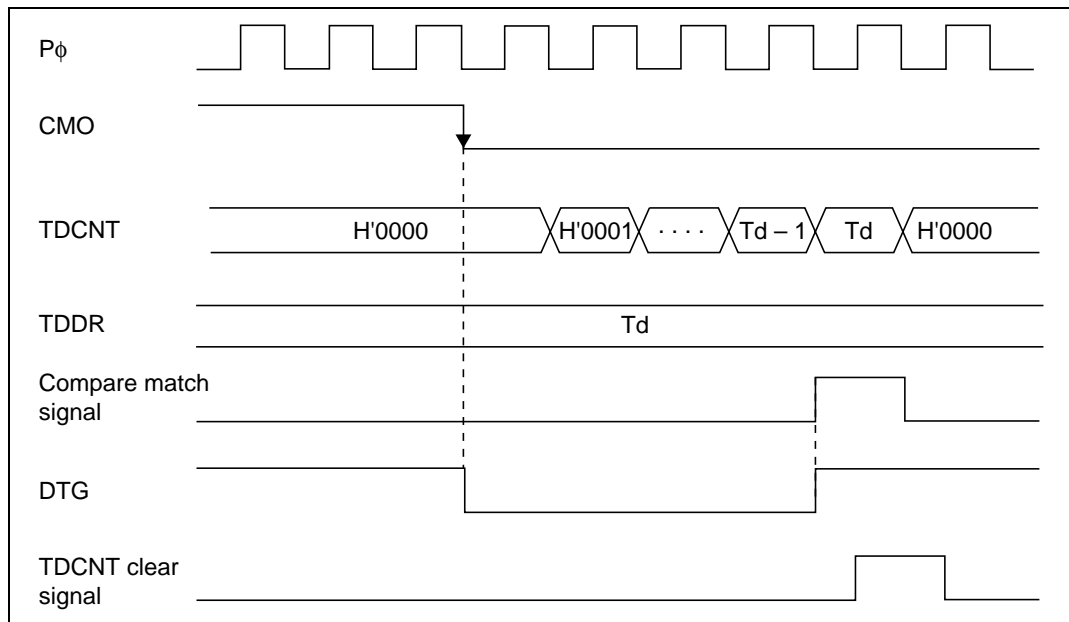 Pφ
CMO
TDCNT
H'0000
H'0001
· · · ·
Td – 1
Td
H'0000
TDDR
Td
Compare match
signal
DTG
TDCNT clear
signal